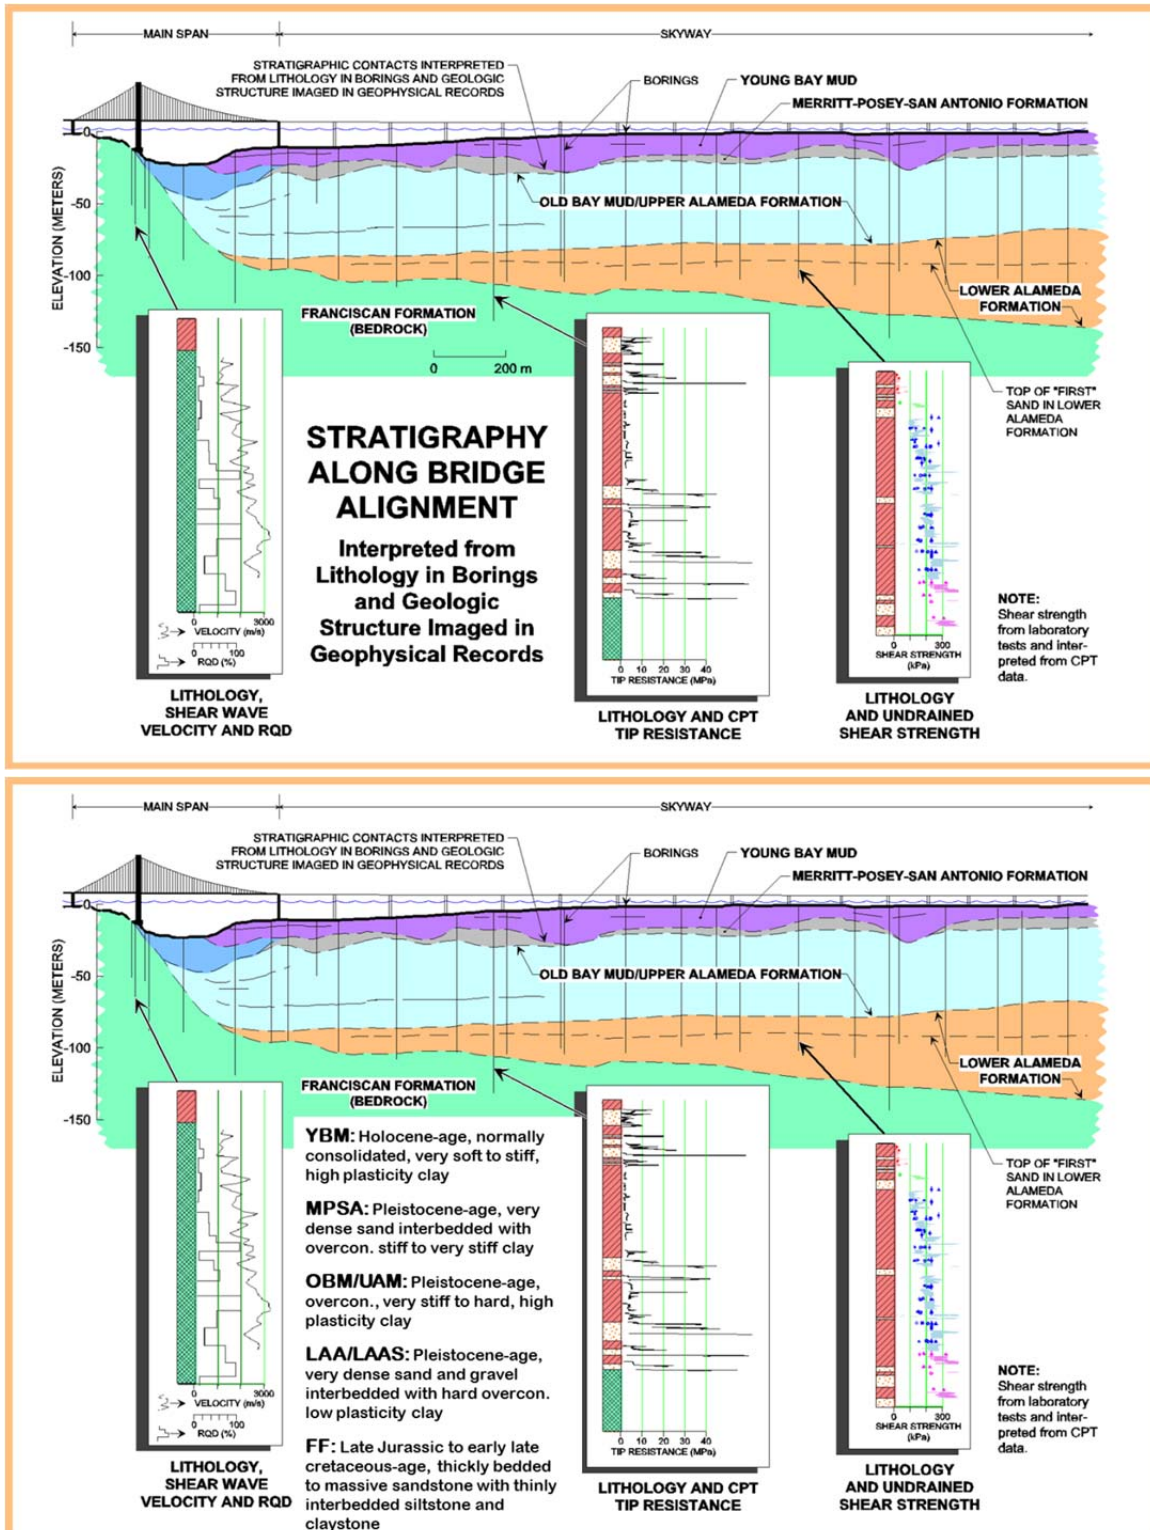 MAIN SPAN
SKYWAY
STRATIGRAPHIC CONTACTS INTERPRETED
FROM LITHOLOGY IN BORINGS AND GEOLOGIC
STRUCTURE IMAGED IN GEOPHYSICAL RECORDS
BORINGS
YOUNG BAY MUD
MERRITT-POSEY-SAN ANTONIO FORMATION
OLD BAY MUD/UPPER ALAMEDA FORMATION
ELEVATION (METERS)
0
-50
-100
-150
LOWER ALAMEDA
FORMATION
FRANCISCAN FORMATION
(BEDROCK)
0 200 m
TOP OF "FIRST"
SAND IN LOWER
ALAMEDA
FORMATION
STRATIGRAPHY
ALONG BRIDGE
ALIGNMENT
Interpreted from
Lithology in Borings
and Geologic
Structure Imaged in
Geophysical Records
0 3000
VELOCITY (m/s)
0 100
RQD (%)
LITHOLOGY,
SHEAR WAVE
VELOCITY AND RQD
0 10 20 30 40
TIP RESISTANCE (MPa)
LITHOLOGY AND CPT
TIP RESISTANCE
0 300
SHEAR STRENGTH
(kPa)
LITHOLOGY
AND UNDRAINED
SHEAR STRENGTH
NOTE:
Shear strength
from laboratory
tests and inter-
preted from CPT
data.
MAIN SPAN
SKYWAY
STRATIGRAPHIC CONTACTS INTERPRETED
FROM LITHOLOGY IN BORINGS AND GEOLOGIC
STRUCTURE IMAGED IN GEOPHYSICAL RECORDS
BORINGS
YOUNG BAY MUD
MERRITT-POSEY-SAN ANTONIO FORMATION
OLD BAY MUD/UPPER ALAMEDA FORMATION
ELEVATION (METERS)
0
-50
-100
-150
LOWER ALAMEDA
FORMATION
FRANCISCAN FORMATION
(BEDROCK)
TOP OF "FIRST"
SAND IN LOWER
ALAMEDA
FORMATION
YBM: Holocene-age, normally
consolidated, very soft to stiff,
high plasticity clay
MPSA: Pleistocene-age, very
dense sand interbedded with
overcon. stiff to very stiff clay
OBM/UAM: Pleistocene-age,
overcon., very stiff to hard, high
plasticity clay
LAA/LAAS: Pleistocene-age,
very dense sand and gravel
interbedded with hard overcon.
low plasticity clay
FF: Late Jurassic to early late
cretaceous-age, thickly bedded
to massive sandstone with thinly
interbedded siltstone and
claystone
0 3000
VELOCITY (m/s)
0 100
RQD (%)
LITHOLOGY,
SHEAR WAVE
VELOCITY AND RQD
0 10 20 30 40
TIP RESISTANCE (MPa)
LITHOLOGY AND CPT
TIP RESISTANCE
0 300
SHEAR STRENGTH
(kPa)
LITHOLOGY
AND UNDRAINED
SHEAR STRENGTH
NOTE:
Shear strength
from laboratory
tests and inter-
preted from CPT
data.